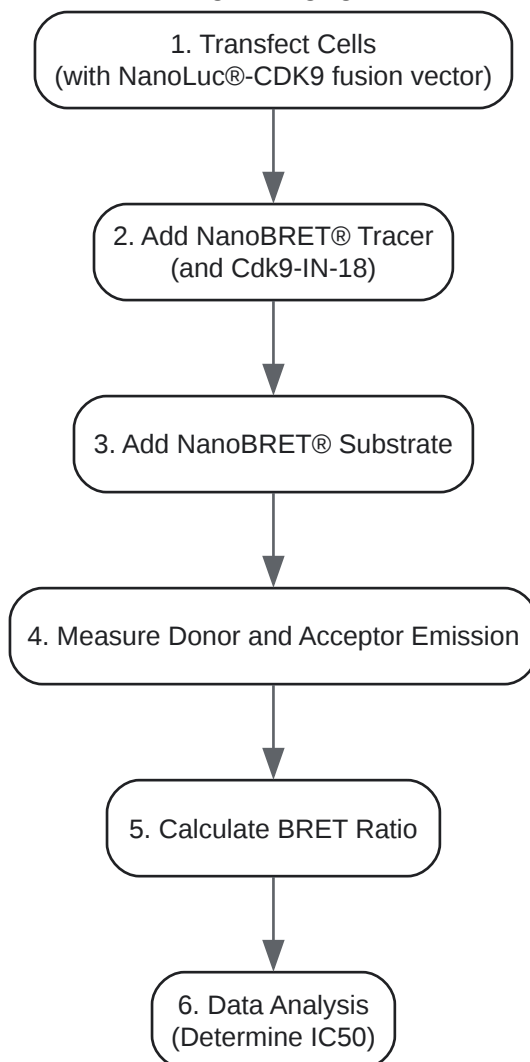 1. Transfect Cells
(with NanoLuc®-CDK9 fusion vector)
2. Add NanoBRET® Tracer
(and Cdk9-IN-18)
3. Add NanoBRET® Substrate
4. Measure Donor and Acceptor Emission
5. Calculate BRET Ratio
6. Data Analysis
(Determine IC50)